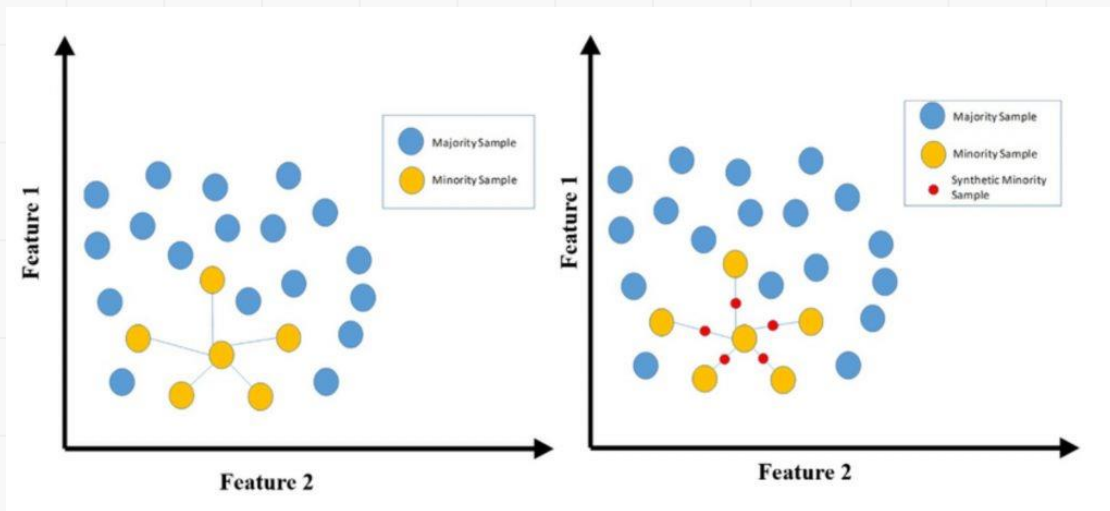 Feature 1
Majority Sample
Minority Sample
Feature 2
Feature 1
Majority Sample
Minority Sample
Synthetic Minority
Sample
Feature 2